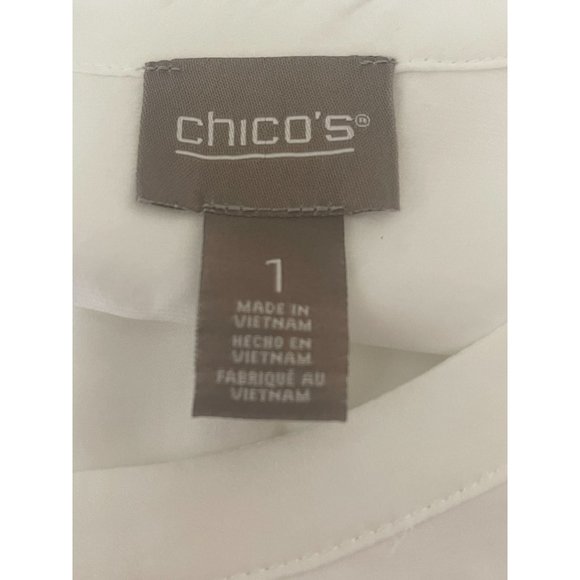 chico's®
1
MADE IN
VIETNAM
HECHO EN
VIETNAM
FABRIQUÉ AU
VIETNAM